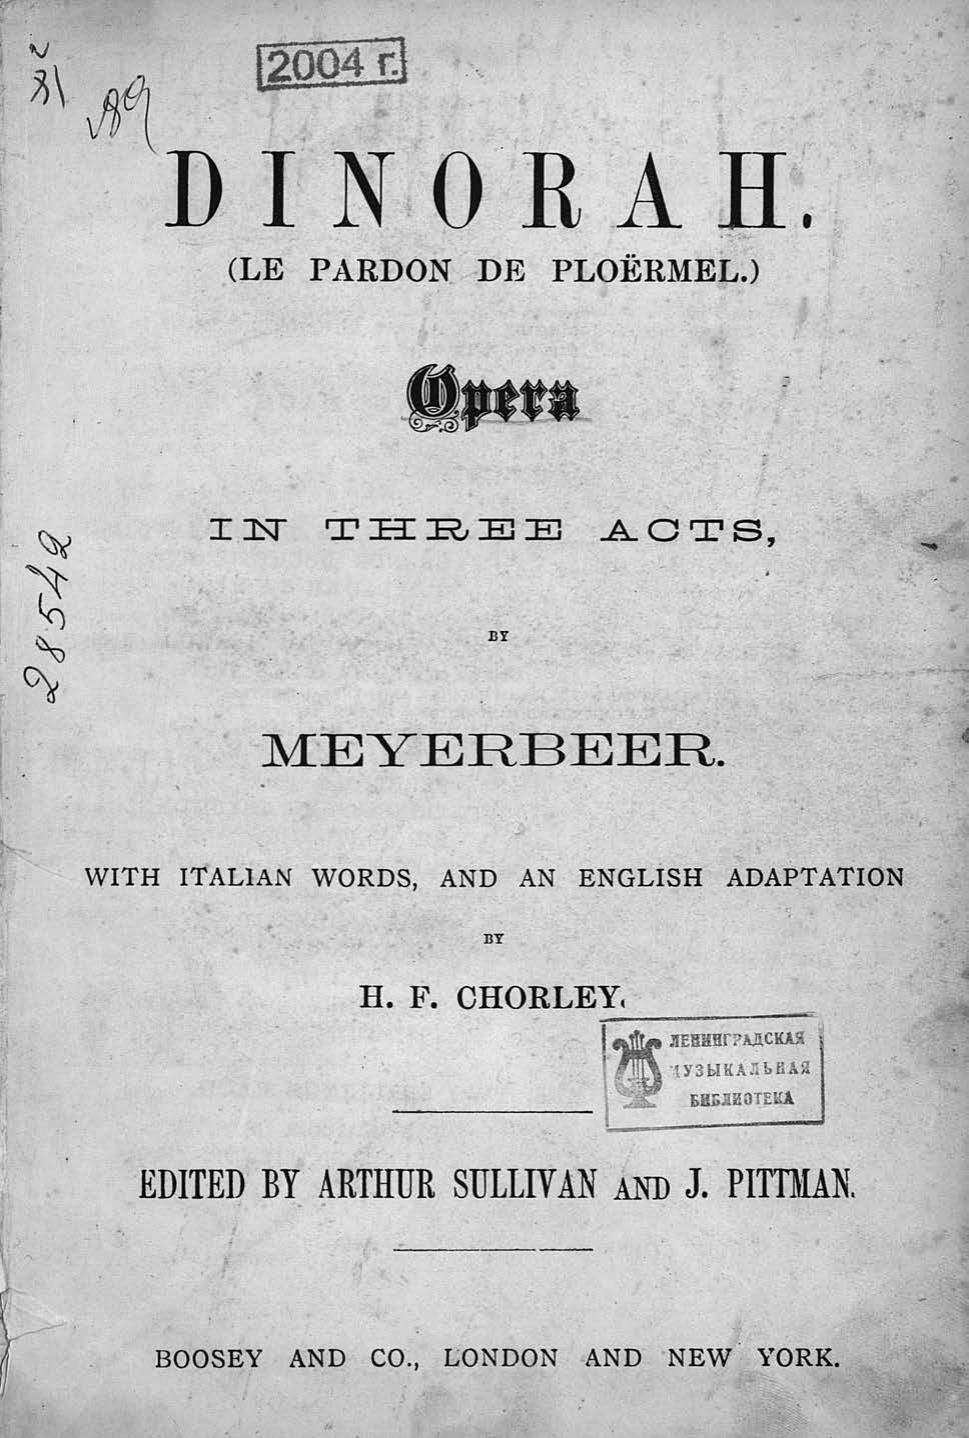 2004 г.
DINORAH.
(LE PARDON DE PLOËRMEL.)
Opera
IN THREE ACTS,
BY
MEYERBEER.
28542
WITH ITALIAN WORDS, AND AN ENGLISH ADAPTATION
BY
H. F. CHORLEY.
ЛЕНИНГРАДСКАЯ
МУЗЫКАЛЬНАЯ
БИБЛИОТЕКА
EDITED BY ARTHUR SULLIVAN AND J. PITTMAN.
BOOSEY AND CO., LONDON AND NEW YORK.